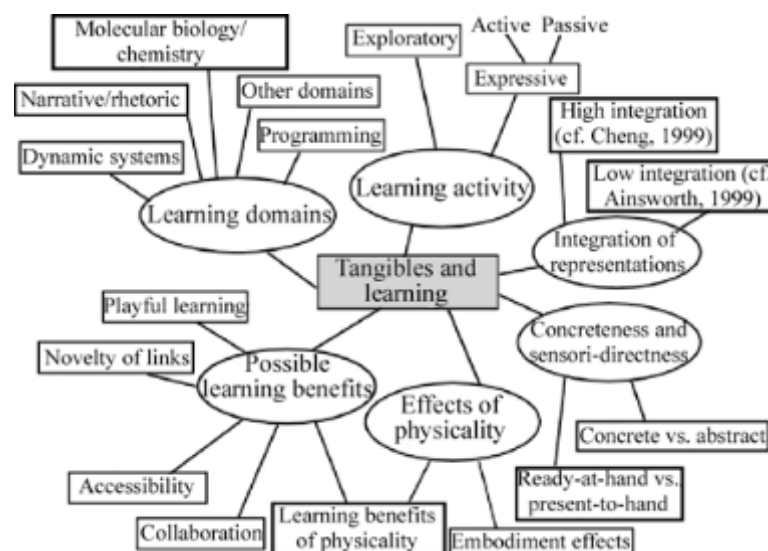 Molecular biology/
chemistry
Narrative/rhetoric
Other domains
Programming
Dynamic systems
Learning domains
Exploratory
Active Passive
Expressive
Learning activity
High integration
(cf. Cheng, 1999)
Low integration (cf.
Ainsworth, 1999)
Integration of
representations
Tangibles and
learning
Concreteness and
sensori-directness
Concrete vs. abstract
Ready-at-hand vs.
present-to-hand
Playful learning
Novelty of links
Possible
learning benefits
Accessibility
Collaboration
Effects of
physicality
Learning benefits
of physicality
Embodiment effects